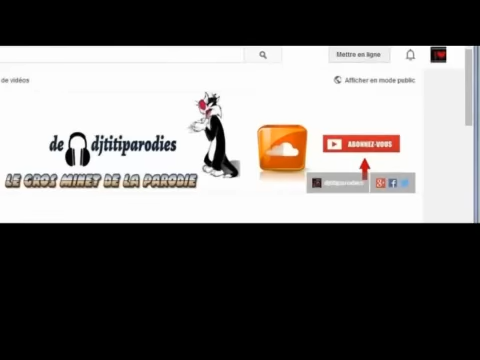 Mettre en ligne
de vidéos
Afficher en mode public
de djtitiparodies
ABONNEZ-VOUS
LE GROS MINET DE LA PARODIE
djtitiparodies